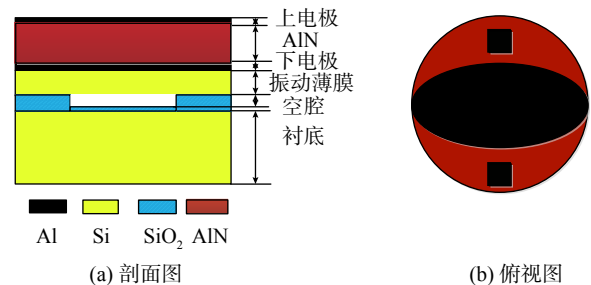 上电极
AlN
下电极
振动薄膜
空腔
衬底
Al Si SiO₂ AlN
(a) 剖面图 (b) 俯视图